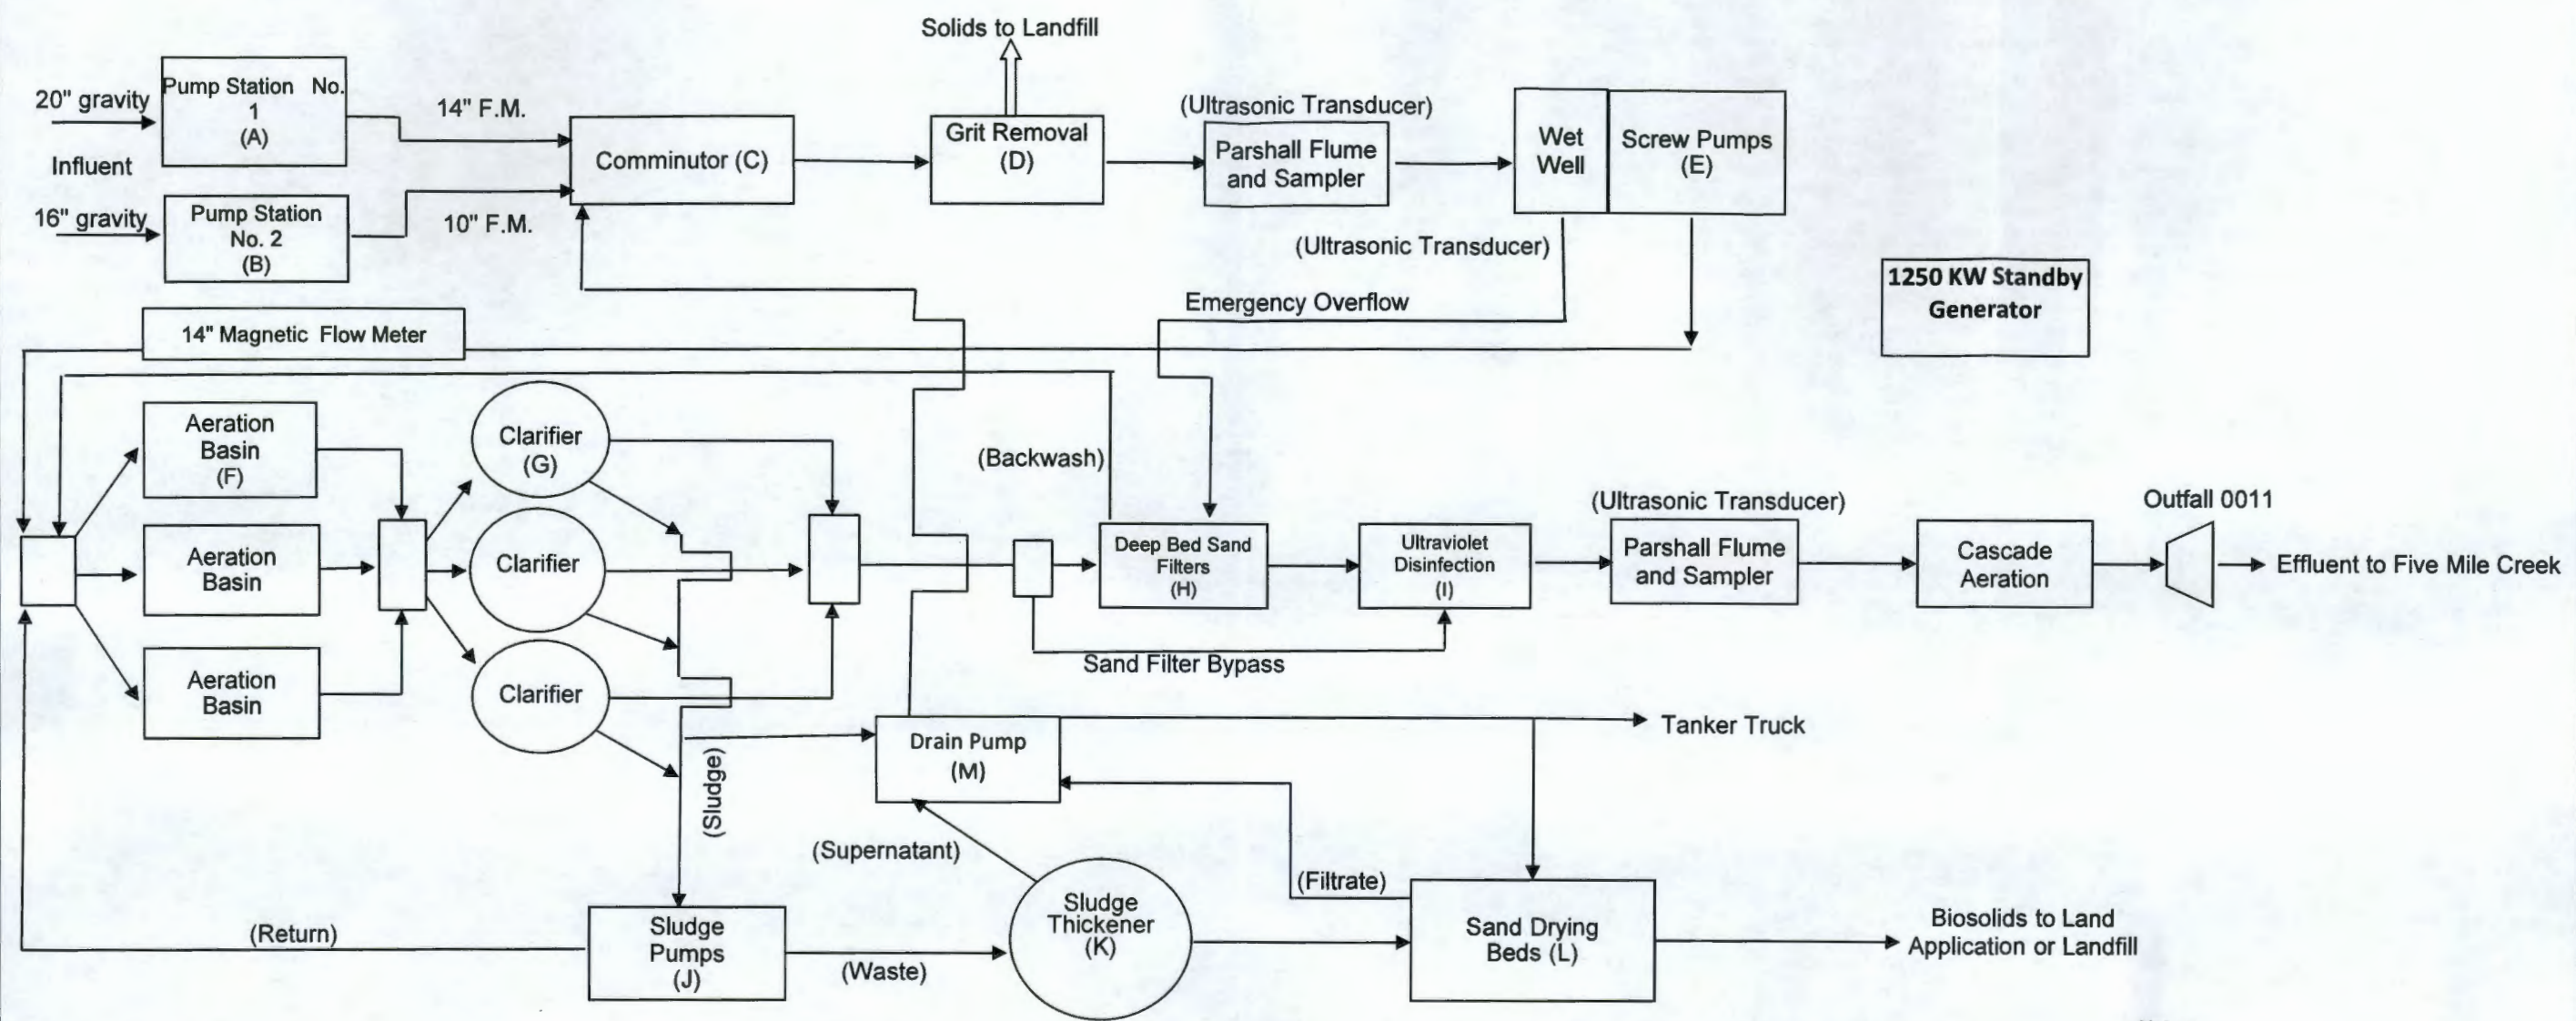 Solids to Landfill
20" gravity
Pump Station No.
1
(A)
14" F.M.
Influent
16" gravity
Pump Station
No. 2
(B)
10" F.M.
Comminutor (C)
Grit Removal
(D)
(Ultrasonic Transducer)
Parshall Flume
and Sampler
Wet
Well
Screw Pumps
(E)
(Ultrasonic Transducer)
Emergency Overflow
1250 KW Standby
Generator
14" Magnetic Flow Meter
Aeration
Basin
(F)
Aeration
Basin
Aeration
Basin
Clarifier
(G)
Clarifier
Clarifier
(Backwash)
Deep Bed Sand
Filters
(H)
Ultraviolet
Disinfection
(I)
(Ultrasonic Transducer)
Parshall Flume
and Sampler
Cascade
Aeration
Outfall 0011
Effluent to Five Mile Creek
Sand Filter Bypass
Drain Pump
(M)
Tanker Truck
(Sludge)
(Supernatant)
(Filtrate)
Sludge
Thickener
(K)
Sand Drying
Beds (L)
Biosolids to Land
Application or Landfill
(Return)
Sludge
Pumps
(J)
(Waste)